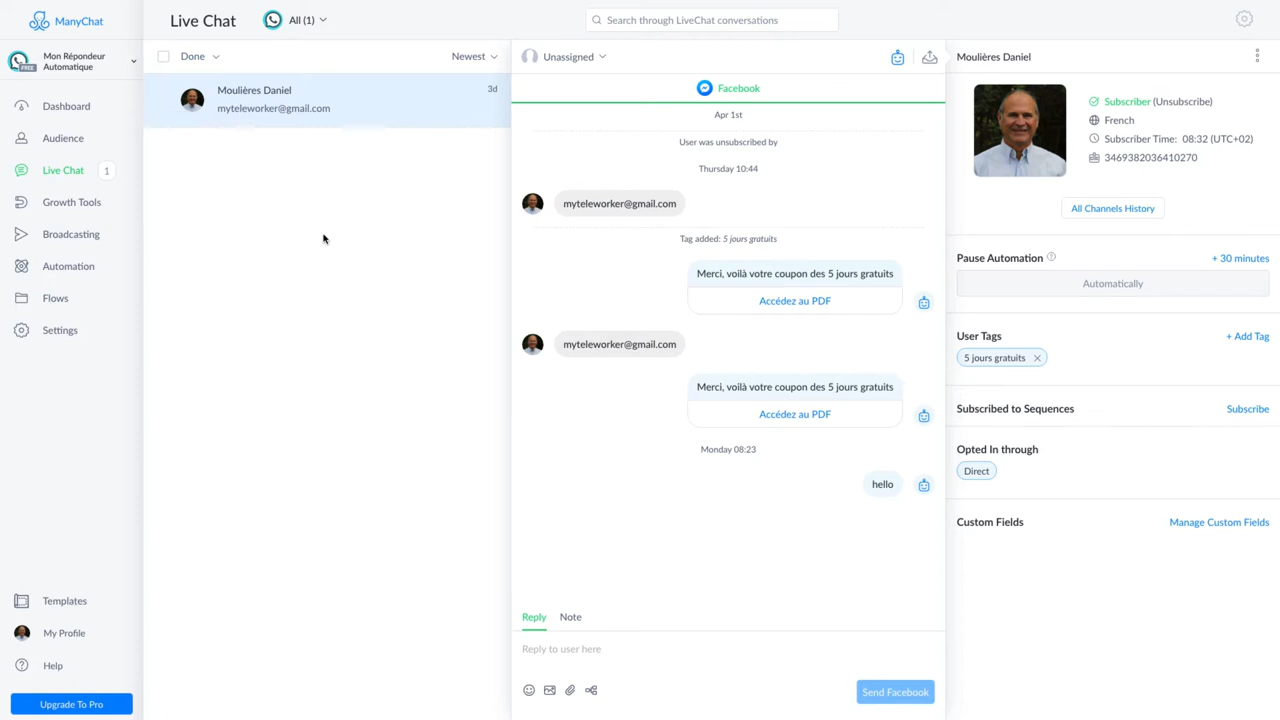 ManyChat
Mon Répondeur
Automatique
FREE
Dashboard
Audience
Live Chat 1
Growth Tools
Broadcasting
Automation
Flows
Settings
Templates
My Profile
Help
Upgrade To Pro
Live Chat All (1)
Search through LiveChat conversations
Done Newest
Moulières Daniel 3d
myteleworker@gmail.com
Unassigned
Facebook
Apr 1st
User was unsubscribed by
Thursday 10:44
myteleworker@gmail.com
Tag added: 5 jours gratuits
Merci, voilà votre coupon des 5 jours gratuits
Accédez au PDF
myteleworker@gmail.com
Merci, voilà votre coupon des 5 jours gratuits
Accédez au PDF
Monday 08:23
hello
Reply Note
Reply to user here
Send Facebook
Moulières Daniel
Subscriber (Unsubscribe)
French
Subscriber Time: 08:32 (UTC+02)
3469382036410270
All Channels History
Pause Automation ? + 30 minutes
Automatically
User Tags + Add Tag
5 jours gratuits
Subscribed to Sequences Subscribe
Opted In through
Direct
Custom Fields Manage Custom Fields